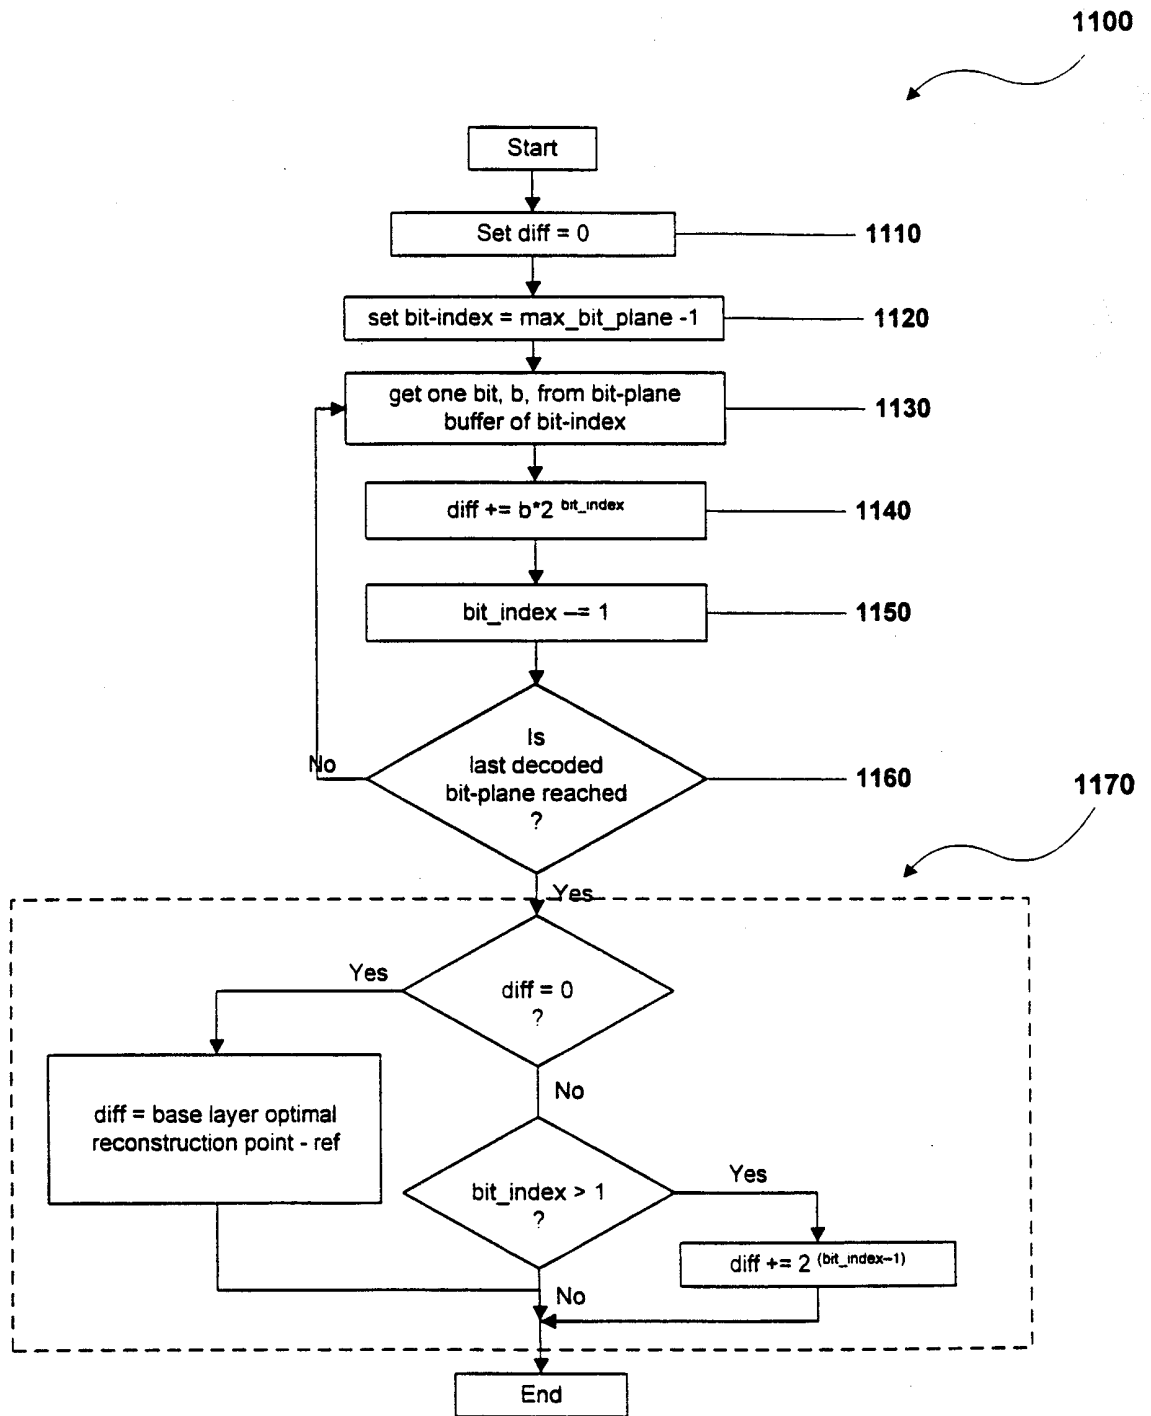 1100
Start
Set diff = 0
1110
set bit-index = max_bit_plane -1
1120
get one bit, b, from bit-plane
buffer of bit-index
1130
diff += b*2 bit_index
1140
bit_index –= 1
1150
Is
last decoded
bit-plane reached
?
No
1160
1170
Yes
diff = 0
?
Yes
No
diff = base layer optimal
reconstruction point - ref
bit_index > 1
?
Yes
diff += 2 (bit_index–1)
No
End